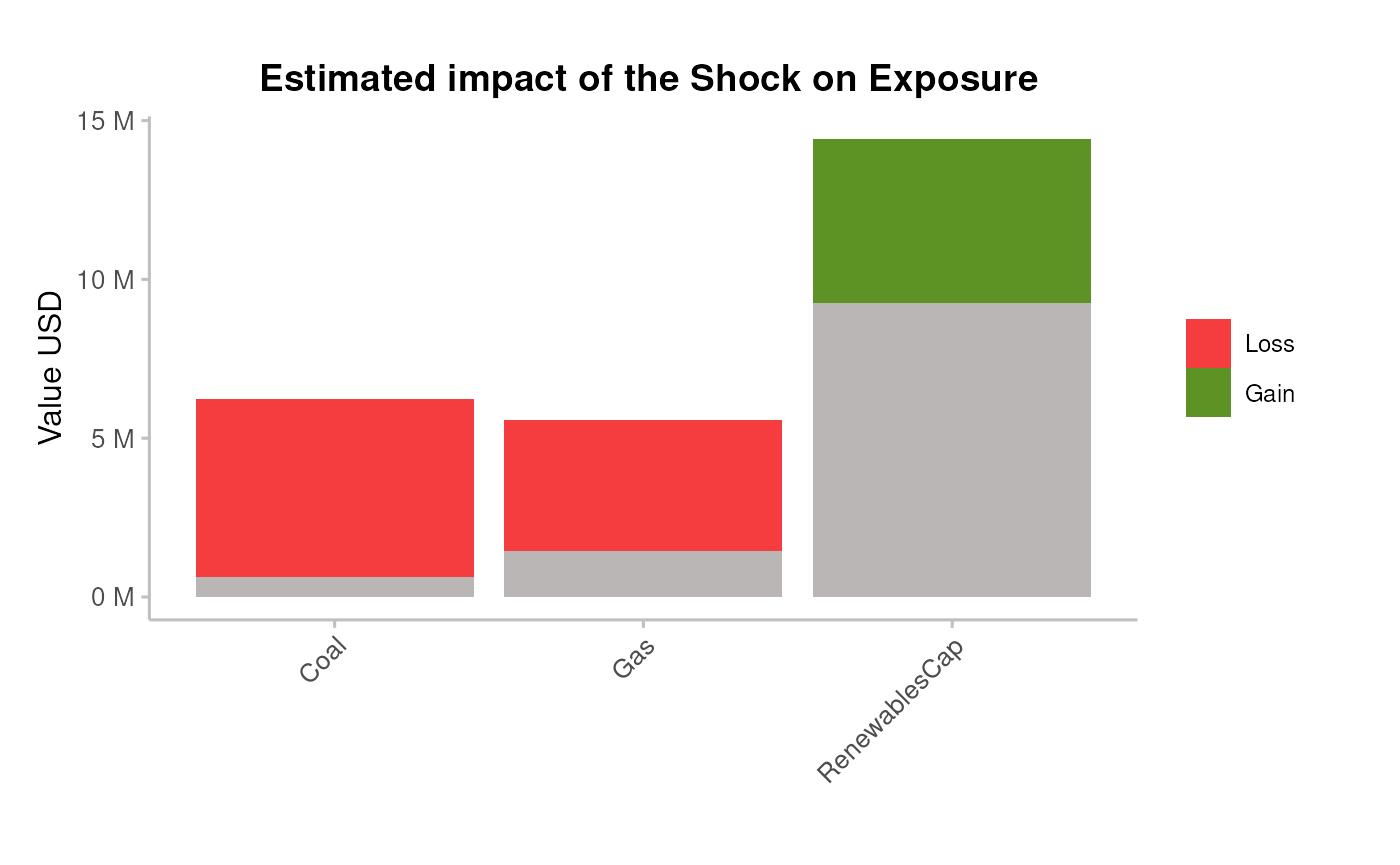 Estimated impact of the Shock on Exposure
15 M
10 M
5 M
0 M
Value USD
Coal
Gas
RenewablesCap
Loss
Gain